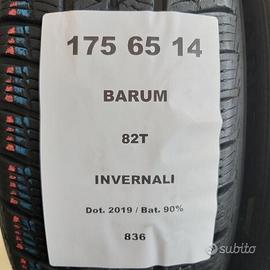 175 65 14
BARUM
82T
INVERNALI
Dot. 2019 / Bat. 90%
836
subito